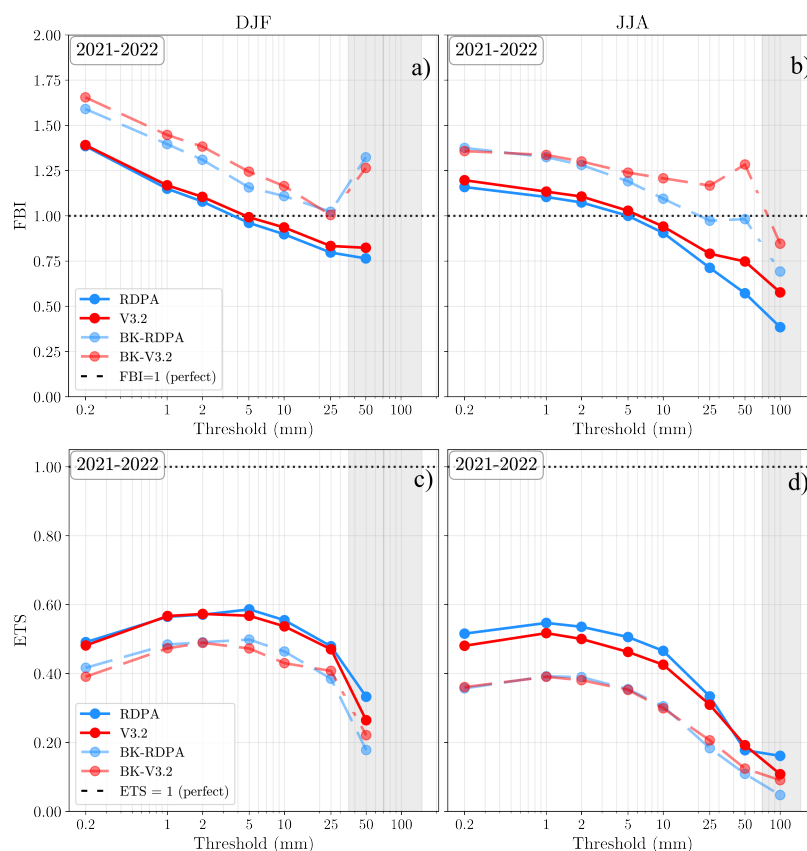 DJF
JJA
2021-2022
a)
2021-2022
b)
2.00
1.75
1.50
1.25
1.00
0.75
0.50
0.25
0.00
FBI
RDPA
V3.2
BK-RDPA
BK-V3.2
FBI=1 (perfect)
0.2 1 2 5 10 25 50 100
Threshold (mm)
0.2 1 2 5 10 25 50 100
Threshold (mm)
2021-2022
c)
2021-2022
d)
1.00
0.80
0.60
0.40
0.20
0.00
ETS
RDPA
V3.2
BK-RDPA
BK-V3.2
ETS = 1 (perfect)
0.2 1 2 5 10 25 50 100
Threshold (mm)
0.2 1 2 5 10 25 50 100
Threshold (mm)